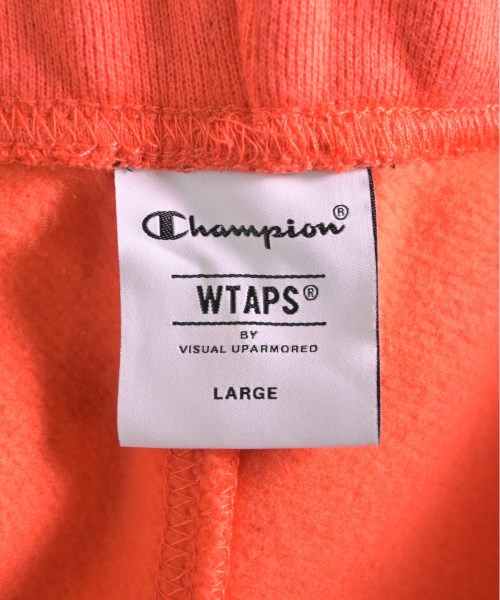 Champion®
WTAPS®
BY
VISUAL UPARMORED
LARGE